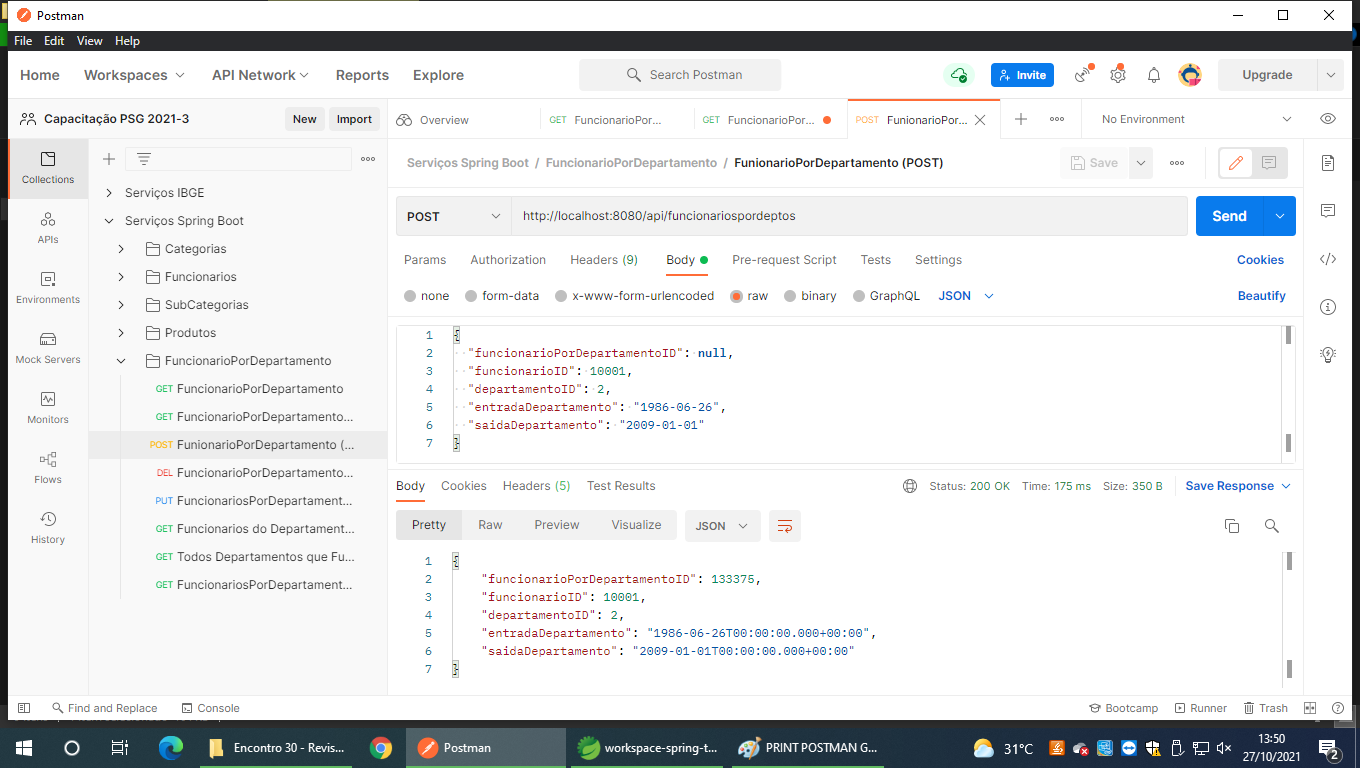 Postman
File Edit View Help
Home Workspaces API Network Reports Explore Search Postman Invite Upgrade
Capacitação PSG 2021-3 New Import Overview GET FuncionarioPor... GET FuncionarioPor... POST FunionarioPor... No Environment
Collections
APIs
Environments
Mock Servers
Monitors
Flows
History
Serviços IBGE
Serviços Spring Boot
Categorias
Funcionarios
SubCategorias
Produtos
FuncionarioPorDepartamento
GET FuncionarioPorDepartamento
GET FuncionarioPorDepartamento...
POST FunionarioPorDepartamento (...
DEL FuncionarioPorDepartamento...
PUT FuncionariosPorDepartament...
GET Funcionarios do Departament...
GET Todos Departamentos que Fu...
GET FuncionariosPorDepartament...
Serviços Spring Boot / FuncionarioPorDepartamento / FunionarioPorDepartamento (POST) Save
POST http://localhost:8080/api/funcionariospordeptos Send
Params Authorization Headers (9) Body Pre-request Script Tests Settings Cookies
none form-data x-www-form-urlencoded raw binary GraphQL JSON Beautify
1 {
2 "funcionarioPorDepartamentoID": null,
3 "funcionarioID": 10001,
4 "departamentoID": 2,
5 "entradaDepartamento": "1986-06-26",
6 "saidaDepartamento": "2009-01-01"
7 }
Body Cookies Headers (5) Test Results Status: 200 OK Time: 175 ms Size: 350 B Save Response
Pretty Raw Preview Visualize JSON
1 {
2 "funcionarioPorDepartamentoID": 133375,
3 "funcionarioID": 10001,
4 "departamentoID": 2,
5 "entradaDepartamento": "1986-06-26T00:00:00.000+00:00",
6 "saidaDepartamento": "2009-01-01T00:00:00.000+00:00"
7 }
Find and Replace Console Bootcamp Runner Trash
Encontro 30 - Revis... Postman workspace-spring-t... PRINT POSTMAN G... 31°C 13:50
27/10/2021 2